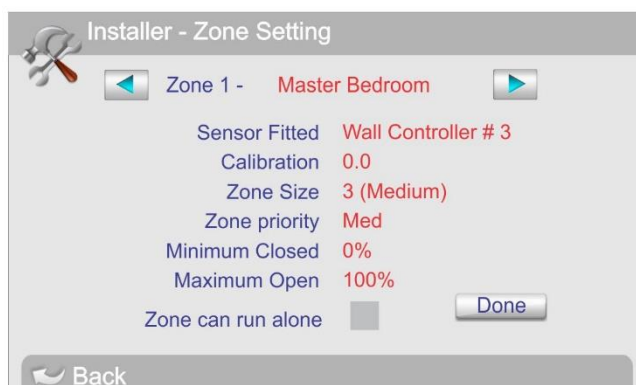 Installer - Zone Setting
Zone 1 - Master Bedroom
Sensor Fitted Wall Controller # 3
Calibration 0.0
Zone Size 3 (Medium)
Zone priority Med
Minimum Closed 0%
Maximum Open 100%
Zone can run alone
Done
Back